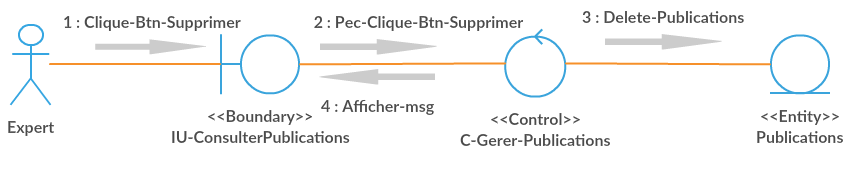 1 : Clique-Btn-Supprimer
2 : Pec-Clique-Btn-Supprimer
3 : Delete-Publications
4 : Afficher-msg
Expert
<<Boundary>>
IU-ConsulterPublications
<<Control>>
C-Gerer-Publications
<<Entity>>
Publications